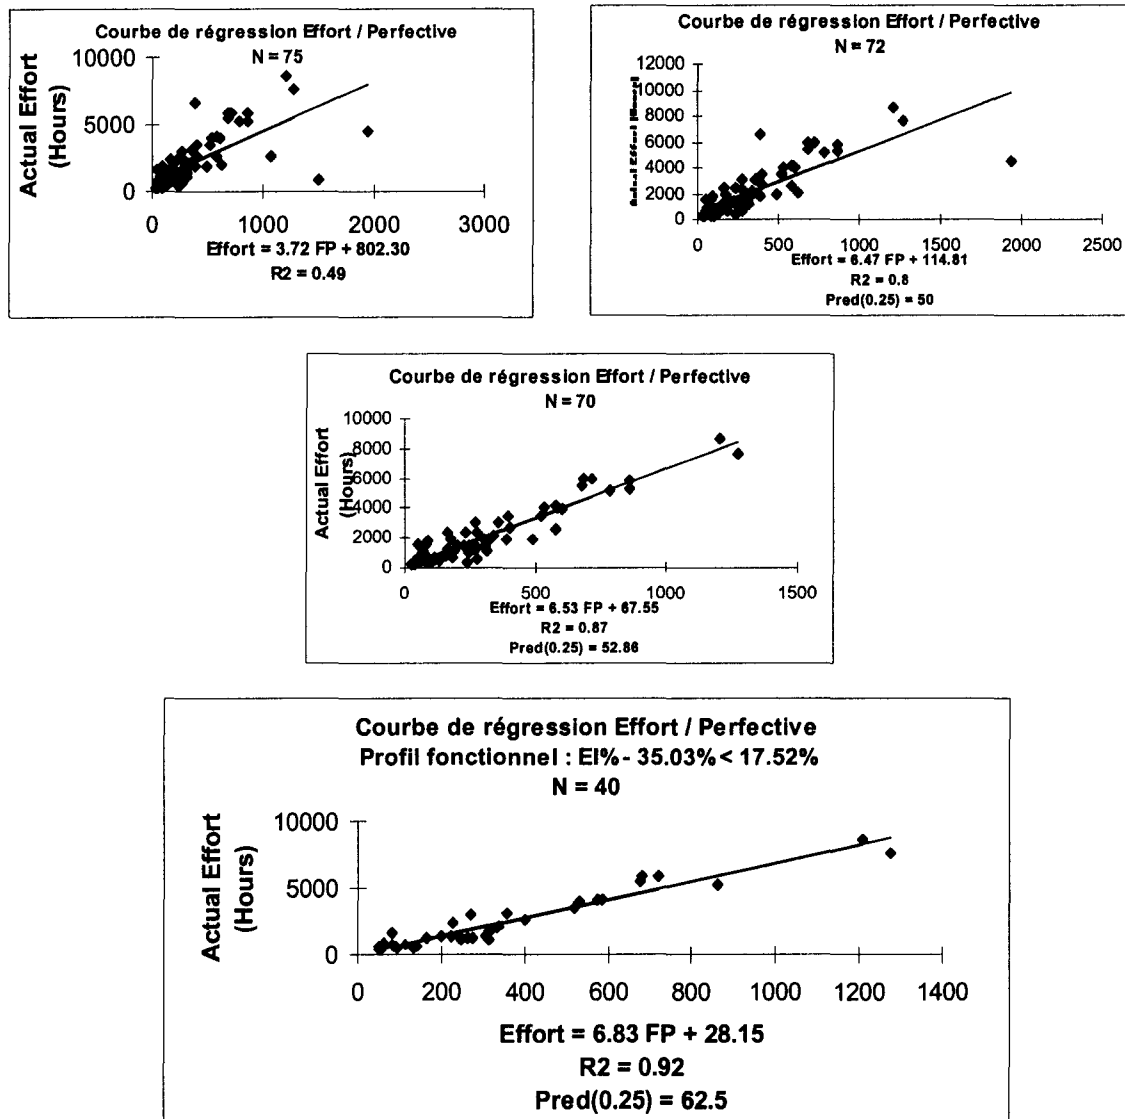 Courbe de régression Effort / Perfective
N = 75
Actual Effort
(Hours)
10000
5000
0
0 1000 2000 3000
Effort = 3.72 FP + 802.30
R2 = 0.49
Courbe de régression Effort / Perfective
N = 72
12000
10000
8000
6000
4000
2000
0
0 500 1000 1500 2000 2500
Effort = 6.47 FP + 114.81
R2 = 0.8
Pred(0.25) = 50
Courbe de régression Effort / Perfective
N = 70
Actual Effort
(Hours)
10000
8000
6000
4000
2000
0
0 500 1000 1500
Effort = 6.53 FP + 67.55
R2 = 0.87
Pred(0.25) = 52.86
Courbe de régression Effort / Perfective
Profil fonctionnel : EI% - 35.03% < 17.52%
N = 40
Actual Effort
(Hours)
10000
5000
0
0 200 400 600 800 1000 1200 1400
Effort = 6.83 FP + 28.15
R2 = 0.92
Pred(0.25) = 62.5